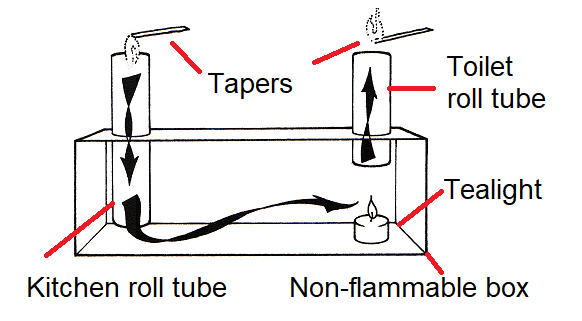 Tapers
Toilet
roll tube
Tealight
Kitchen roll tube
Non-flammable box